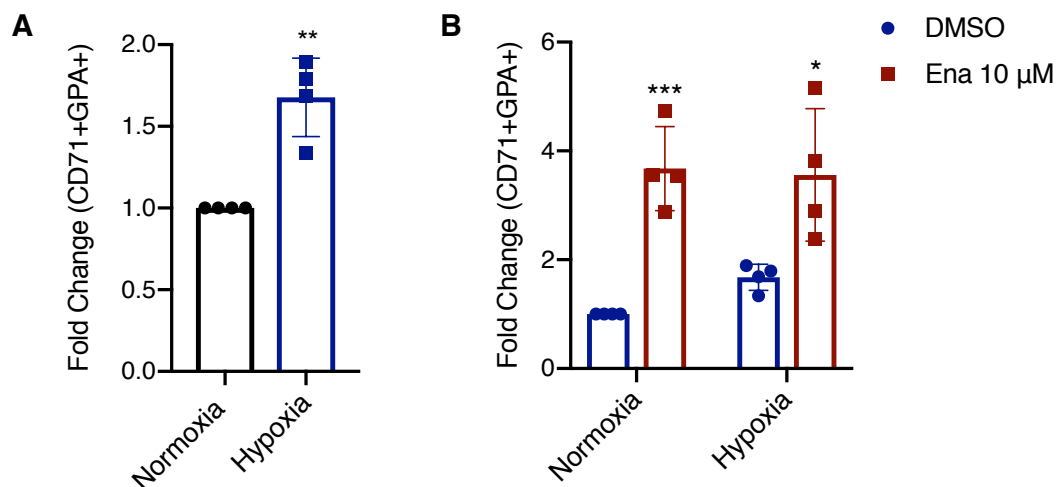 A
Fold Change (CD71+GPA+)
2.0
1.5
1.0
0.5
0.0
**
Normoxia
Hypoxia
B
Fold Change (CD71+GPA+)
6
4
2
0
***
*
Normoxia
Hypoxia
DMSO
Ena 10 µM